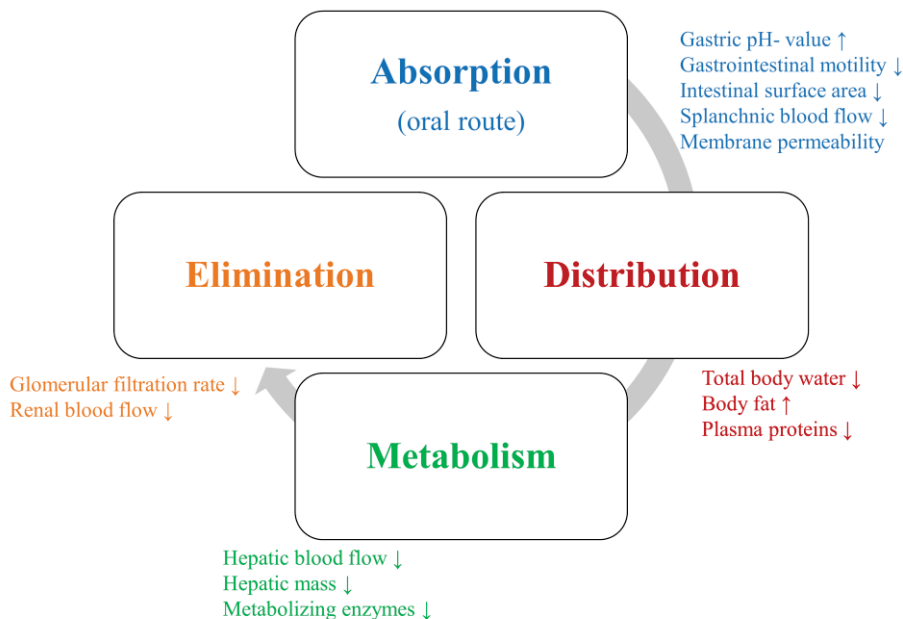 Absorption
(oral route)
Gastric pH- value ↑
Gastrointestinal motility ↓
Intestinal surface area ↓
Splanchnic blood flow ↓
Membrane permeability
Elimination
Distribution
Glomerular filtration rate ↓
Renal blood flow ↓
Total body water ↓
Body fat ↑
Plasma proteins ↓
Metabolism
Hepatic blood flow ↓
Hepatic mass ↓
Metabolizing enzymes ↓